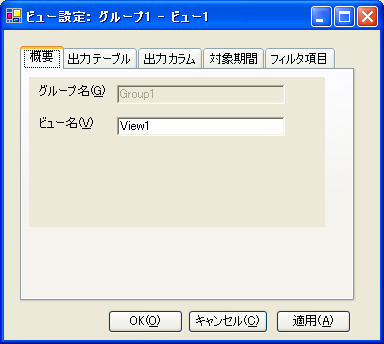 ビュー設定: グループ1 - ビュー1
概要 出力テーブル 出力カラム 対象期間 フィルタ項目
グループ名(G) Group1
ビュー名(V) View1
OK(O) キャンセル(C) 適用(A)